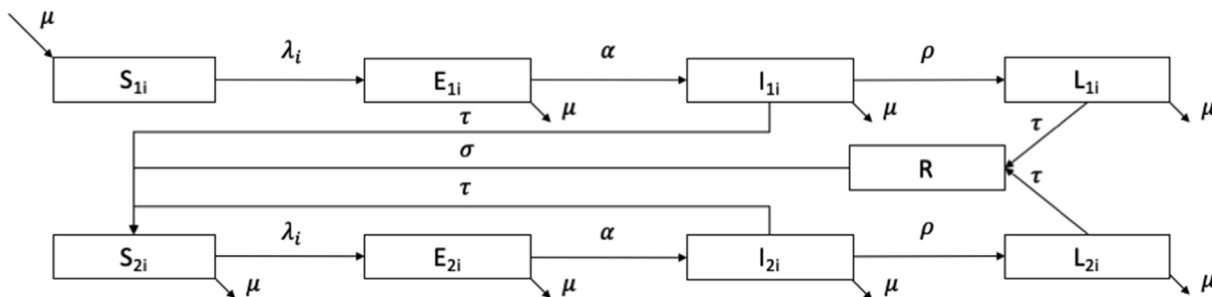 μ
λᵢ α ρ
S₁ᵢ E₁ᵢ I₁ᵢ L₁ᵢ
μ μ μ
τ τ
σ
R
τ τ
λᵢ α ρ
S₂ᵢ E₂ᵢ I₂ᵢ L₂ᵢ
μ μ μ μ